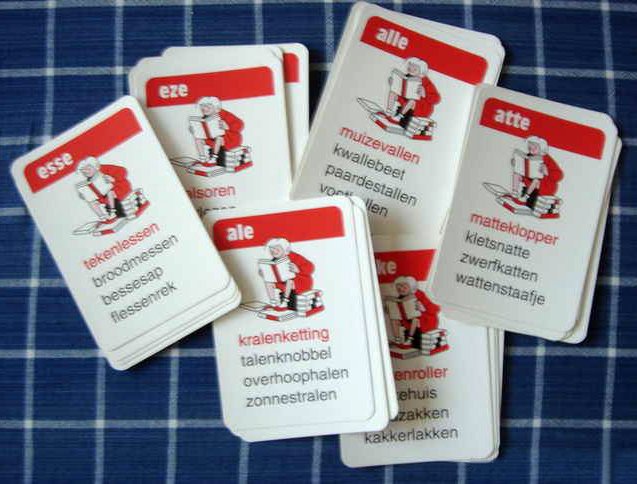 esse
tekenlessen
broodmessen
bessesap
flessenrek
eze
ale
kralenketting
talenknobbel
overhoophalen
zonnestralen
alle
muizevallen
kwallebeet
paardestallen
kakkerlakken
atte
matteklopper
kletsnatte
zwerfkatten
wattenstaafje